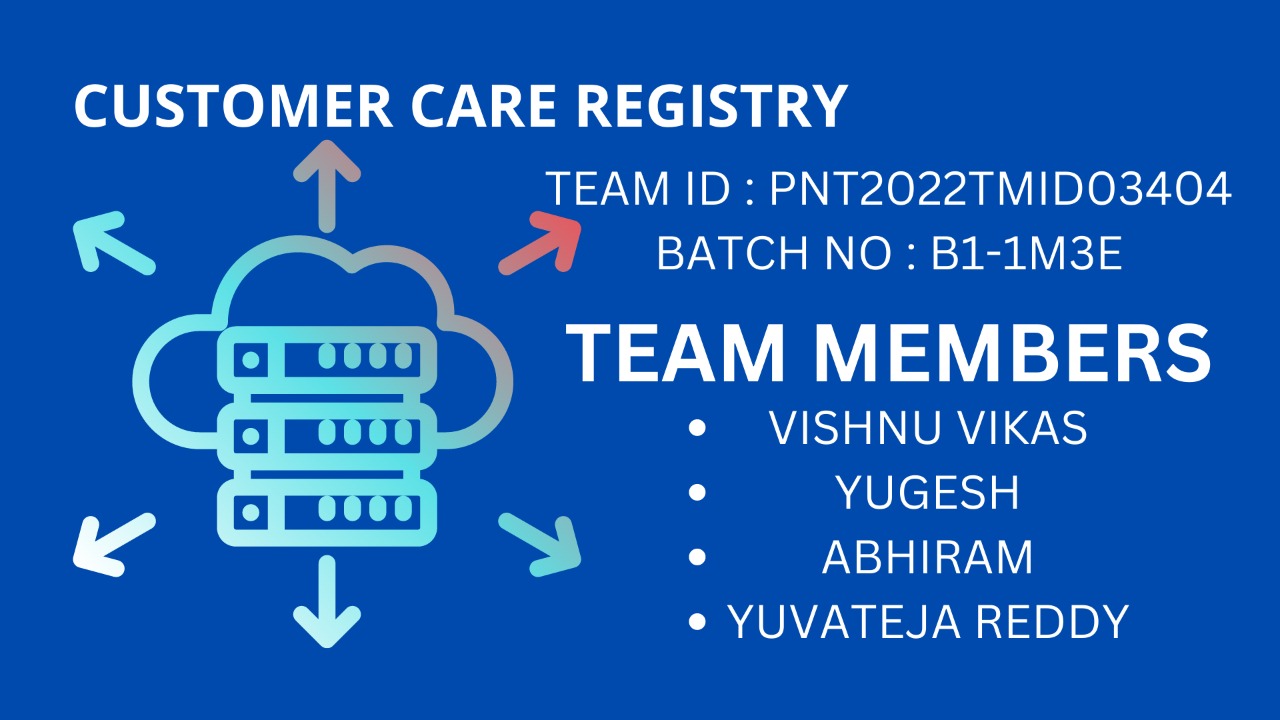 CUSTOMER CARE REGISTRY
TEAM ID : PNT2022TMID03404
BATCH NO : B1-1M3E
TEAM MEMBERS
• VISHNU VIKAS
• YUGESH
• ABHIRAM
• YUVATEJA REDDY